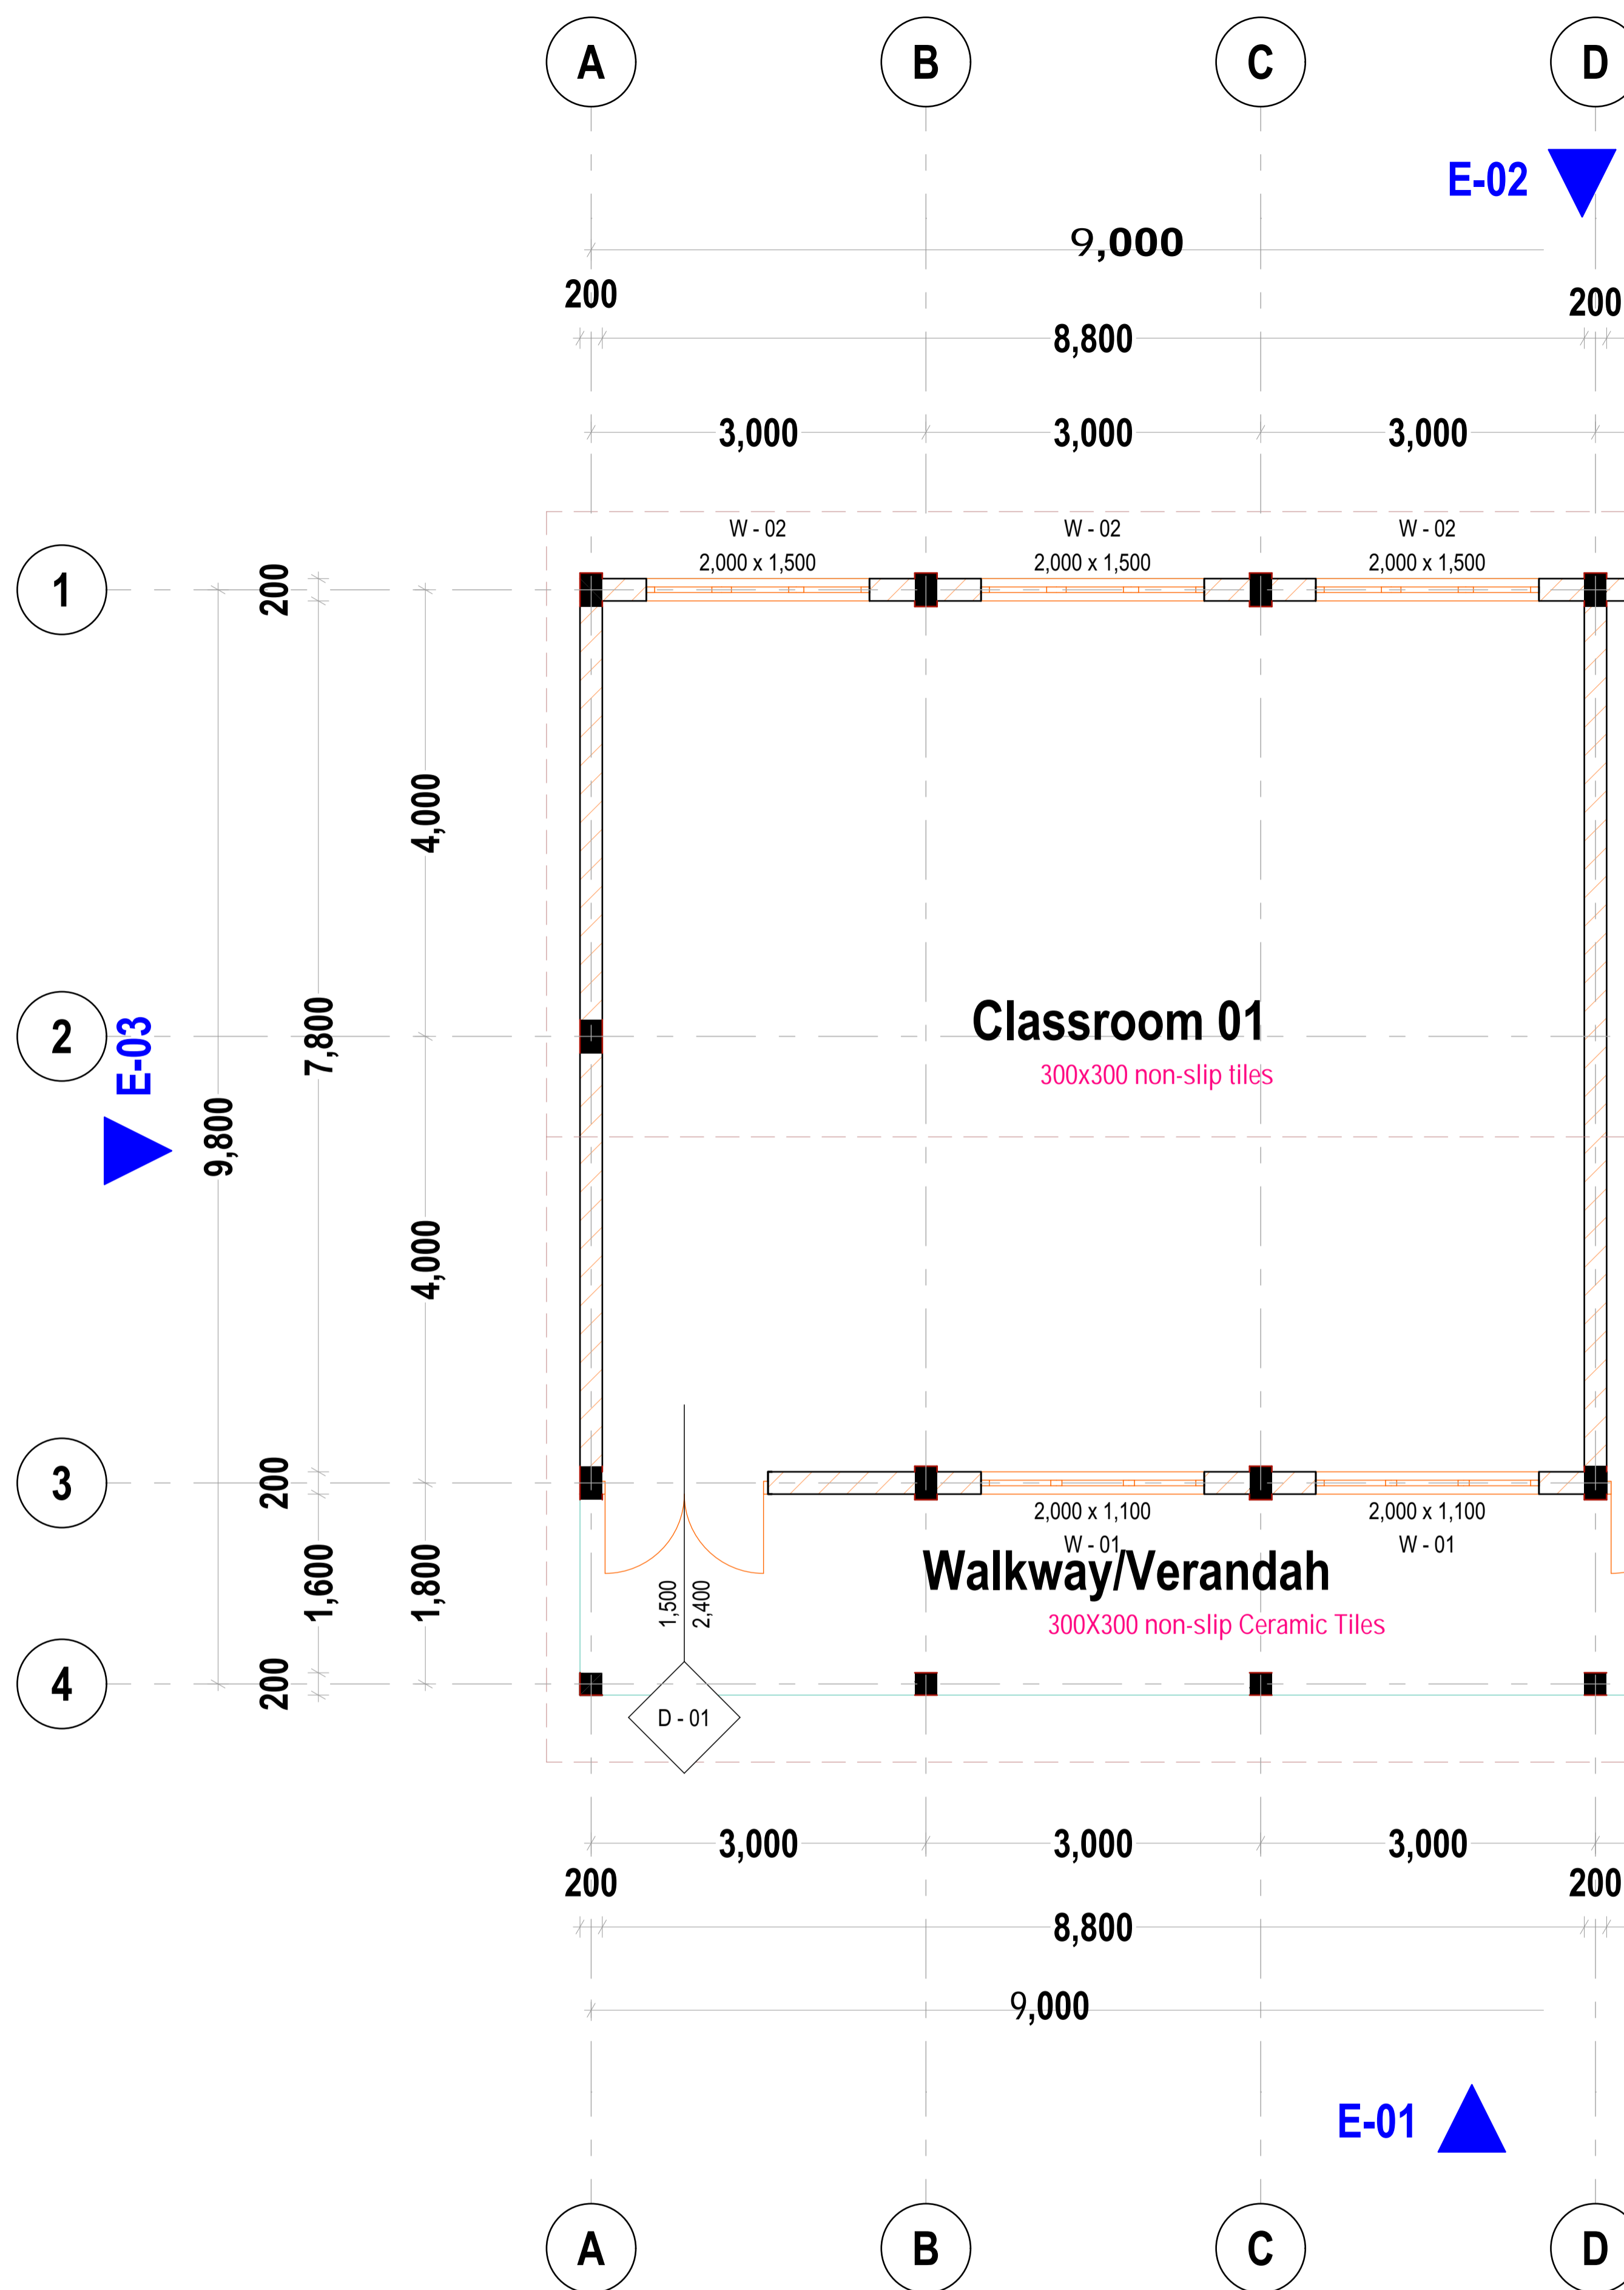 A B C D
E-02
9,000
200
200
8,800
3,000 3,000 3,000
W - 02 W - 02 W - 02
2,000 x 1,500 2,000 x 1,500 2,000 x 1,500
1
200
4,000
Classroom 01
2
E-03
7,800
300x300 non-slip tiles
9,800
4,000
3
200
2,000 x 1,100 2,000 x 1,100
W - 01 W - 01
Walkway/Verandah
1,600
1,800
1,500
2,400
300X300 non-slip Ceramic Tiles
4
200
D - 01
3,000 3,000 3,000
200 200
8,800
9,000
E-01
A B C D